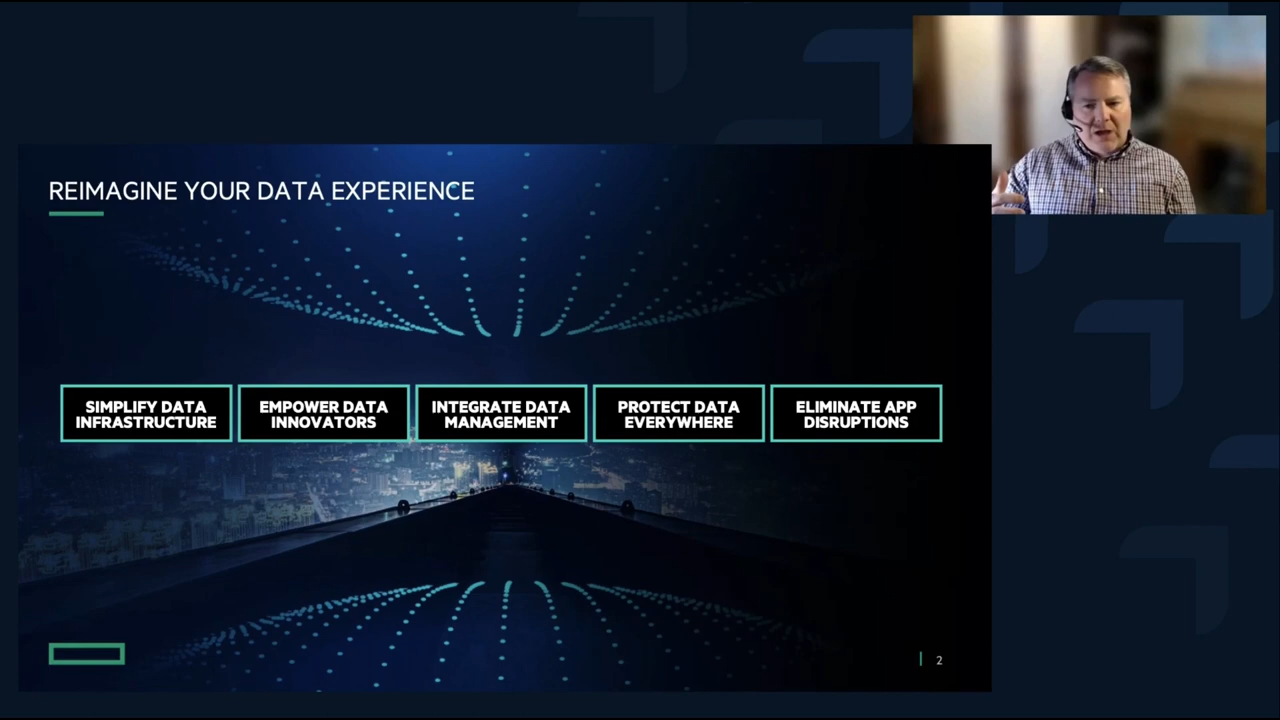 REIMAGINE YOUR DATA EXPERIENCE
SIMPLIFY DATA
INFRASTRUCTURE
EMPOWER DATA
INNOVATORS
INTEGRATE DATA
MANAGEMENT
PROTECT DATA
EVERYWHERE
ELIMINATE APP
DISRUPTIONS
2